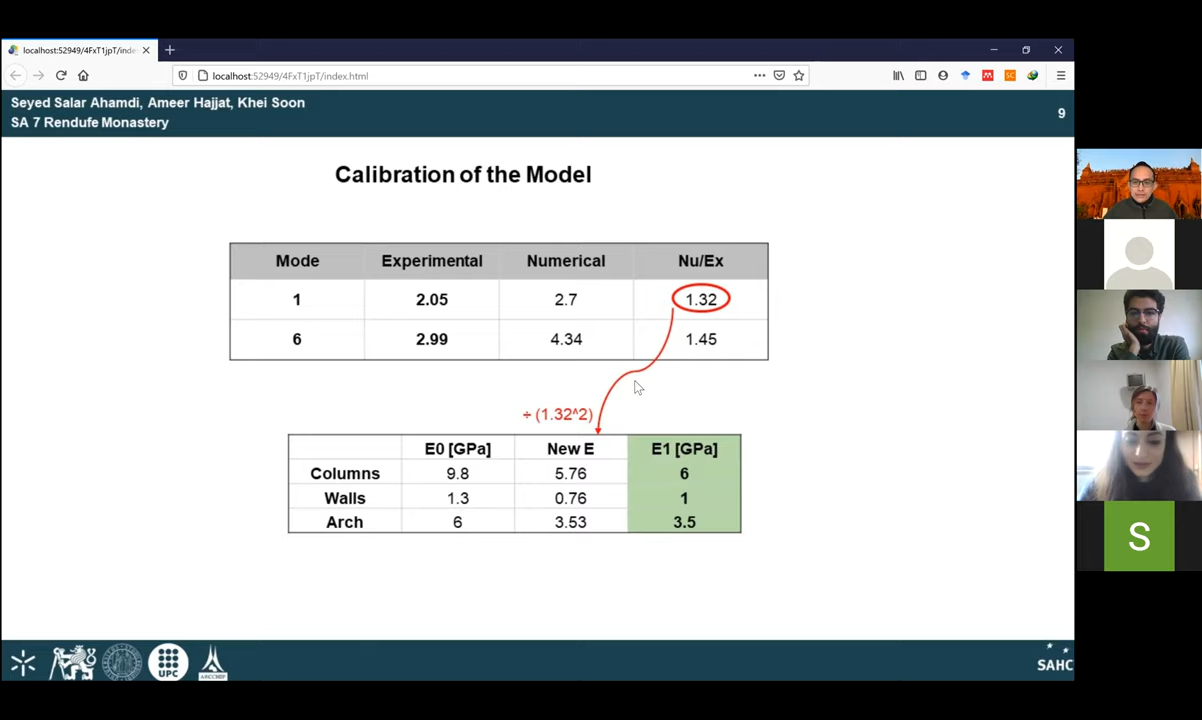 localhost:52949/4FxT1jpT/inde
localhost:52949/4FxT1jpT/index.html
Seyed Salar Ahamdi, Ameer Hajjat, Khei Soon
SA 7 Rendufe Monastery
9
Calibration of the Model
Mode Experimental Numerical Nu/Ex
1 2.05 2.7 1.32
6 2.99 4.34 1.45
÷ (1.32^2)
E0 [GPa] New E E1 [GPa]
Columns 9.8 5.76 6
Walls 1.3 0.76 1
Arch 6 3.53 3.5
S
UPC
SAHC